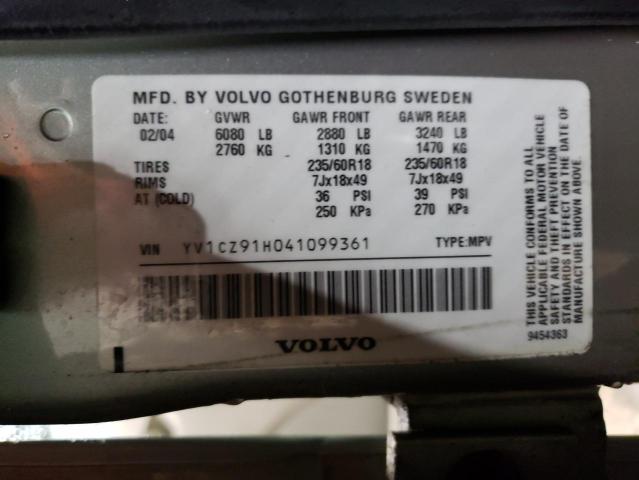 MFD. BY VOLVO GOTHENBURG SWEDEN
DATE: GVWR GAWR FRONT GAWR REAR
02/04 6080 LB 2880 LB 3240 LB
2760 KG 1310 KG 1470 KG
TIRES 235/60R18 235/60R18
RIMS 7Jx18x49 7Jx18x49
AT (COLD) 36 PSI 39 PSI
250 KPa 270 KPa
VIN YV1CZ91H041099361 TYPE:MPV
VOLVO
THIS VEHICLE CONFORMS TO ALL
APPLICABLE FEDERAL MOTOR VEHICLE
SAFETY AND THEFT PREVENTION
STANDARDS IN EFFECT ON THE DATE OF
MANUFACTURE SHOWN ABOVE.
9454363